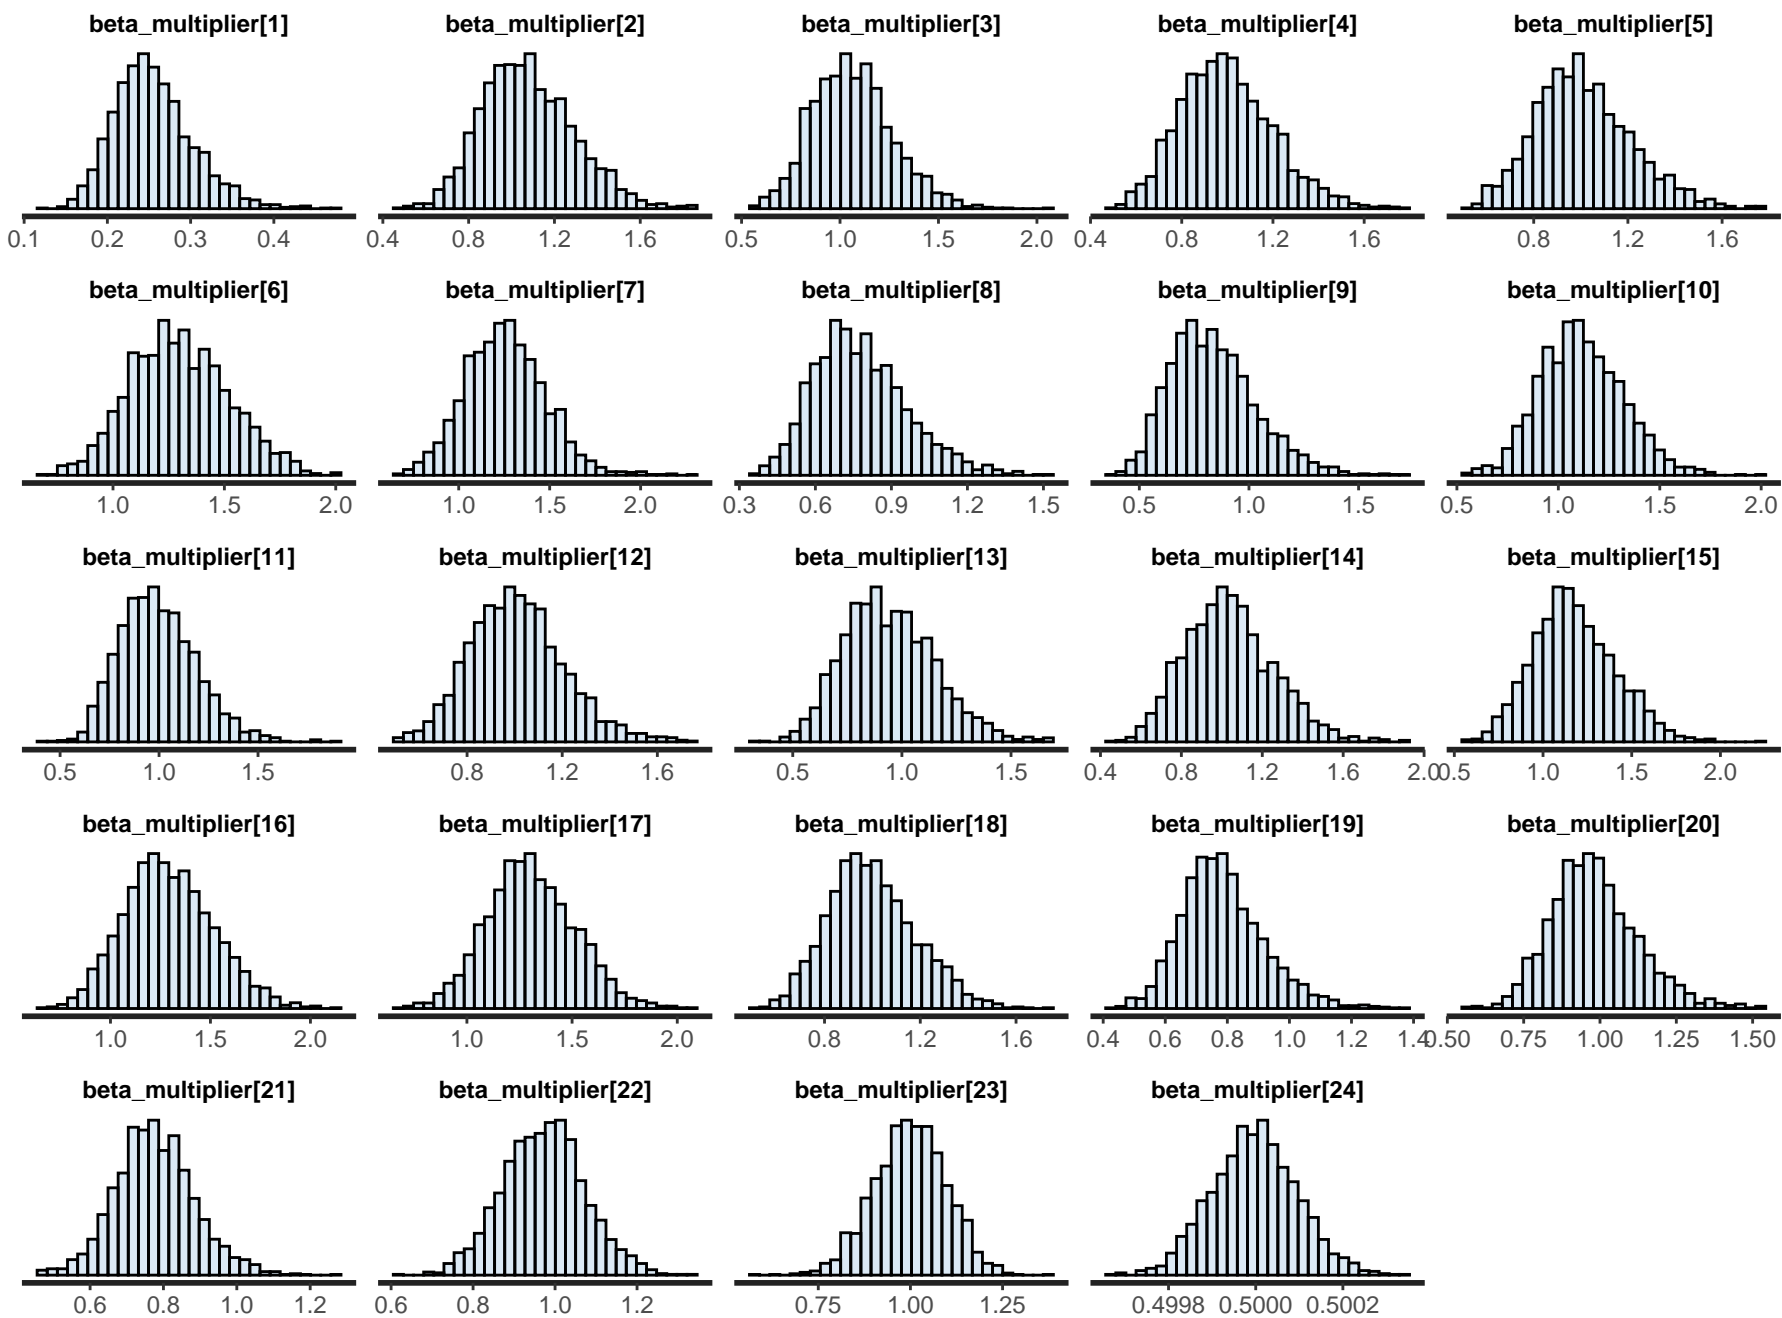 beta_multiplier[1] beta_multiplier[2] beta_multiplier[3] beta_multiplier[4] beta_multiplier[5]
0.1 0.2 0.3 0.4 0.4 0.8 1.2 1.6 0.5 1.0 1.5 2.0 0.4 0.8 1.2 1.6 0.8 1.2 1.6
beta_multiplier[6] beta_multiplier[7] beta_multiplier[8] beta_multiplier[9] beta_multiplier[10]
1.0 1.5 2.0 1.0 1.5 2.0 0.3 0.6 0.9 1.2 1.5 0.5 1.0 1.5 0.5 1.0 1.5 2.0
beta_multiplier[11] beta_multiplier[12] beta_multiplier[13] beta_multiplier[14] beta_multiplier[15]
0.5 1.0 1.5 0.8 1.2 1.6 0.5 1.0 1.5 0.4 0.8 1.2 1.6 2.0 0.5 1.0 1.5 2.0
beta_multiplier[16] beta_multiplier[17] beta_multiplier[18] beta_multiplier[19] beta_multiplier[20]
1.0 1.5 2.0 1.0 1.5 2.0 0.8 1.2 1.6 0.4 0.6 0.8 1.0 1.2 1.4 0.50 0.75 1.00 1.25 1.50
beta_multiplier[21] beta_multiplier[22] beta_multiplier[23] beta_multiplier[24]
0.6 0.8 1.0 1.2 0.6 0.8 1.0 1.2 0.75 1.00 1.25 0.4998 0.5000 0.5002